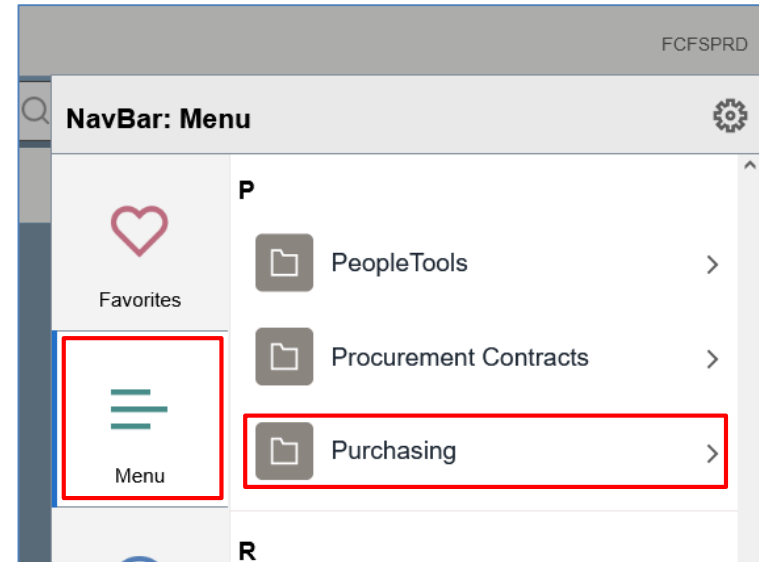 FCFSPRD
NavBar: Menu
Favorites
Menu
P
PeopleTools
Procurement Contracts
Purchasing
R